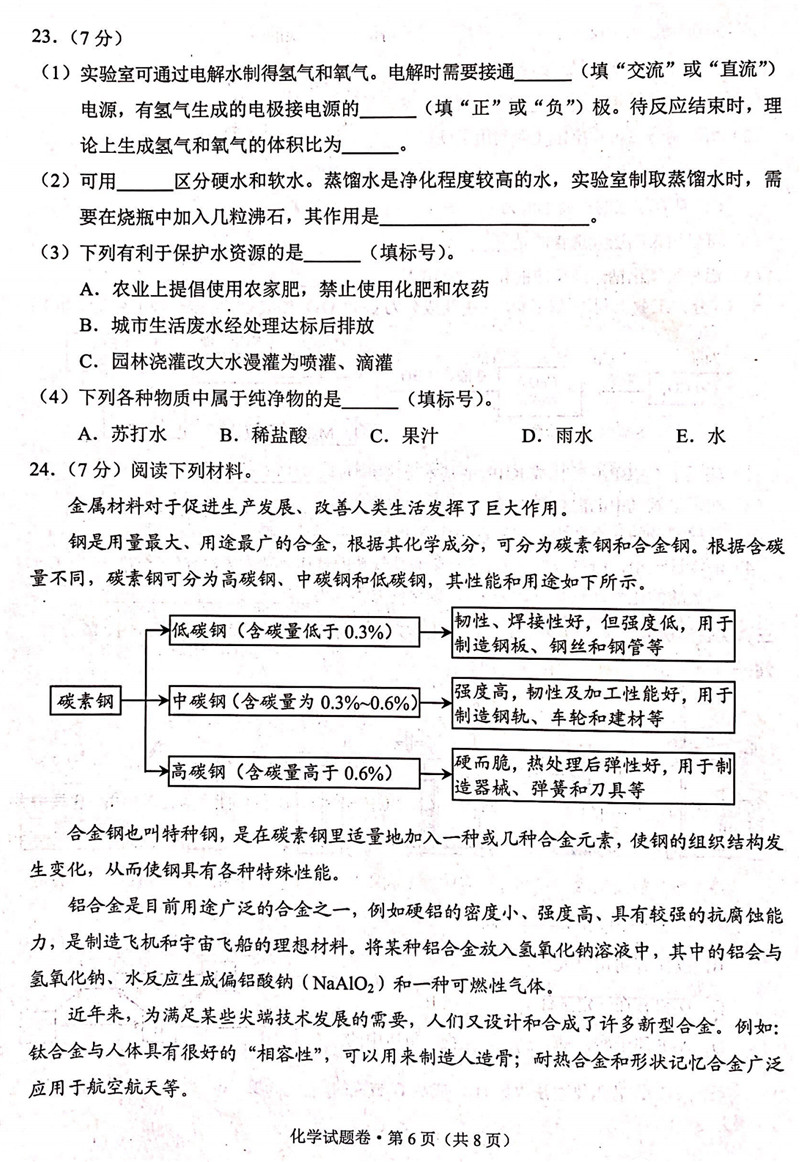 23.（7 分）
（1）实验室可通过电解水制得氢气和氧气。电解时需要接通______（填“交流”或“直流”）
电源，有氢气生成的电极接电源的______（填“正”或“负”）极。待反应结束时，理
论上生成氢气和氧气的体积比为______。
（2）可用______区分硬水和软水。蒸馏水是净化程度较高的水，实验室制取蒸馏水时，需
要在烧瓶中加入几粒沸石，其作用是______________________。
（3）下列有利于保护水资源的是______（填标号）。
A．农业上提倡使用农家肥，禁止使用化肥和农药
B．城市生活废水经处理达标后排放
C．园林浇灌改大水漫灌为喷灌、滴灌
（4）下列各种物质中属于纯净物的是______（填标号）。
A．苏打水 B．稀盐酸 C．果汁 D．雨水 E．水
24.（7 分）阅读下列材料。
金属材料对于促进生产发展、改善人类生活发挥了巨大作用。
钢是用量最大、用途最广的合金，根据其化学成分，可分为碳素钢和合金钢。根据含碳
量不同，碳素钢可分为高碳钢、中碳钢和低碳钢，其性能和用途如下所示。
碳素钢
低碳钢（含碳量低于 0.3%）
韧性、焊接性好，但强度低，用于
制造钢板、钢丝和钢管等
中碳钢（含碳量为 0.3%~0.6%）
强度高，韧性及加工性能好，用于
制造钢轨、车轮和建材等
高碳钢（含碳量高于 0.6%）
硬而脆，热处理后弹性好，用于制
造器械、弹簧和刀具等
合金钢也叫特种钢，是在碳素钢里适量地加入一种或几种合金元素，使钢的组织结构发
生变化，从而使钢具有各种特殊性能。
铝合金是目前用途广泛的合金之一，例如硬铝的密度小、强度高、具有较强的抗腐蚀能
力，是制造飞机和宇宙飞船的理想材料。将某种铝合金放入氢氧化钠溶液中，其中的铝会与
氢氧化钠、水反应生成偏铝酸钠（NaAlO₂）和一种可燃性气体。
近年来，为满足某些尖端技术发展的需要，人们又设计和合成了许多新型合金。例如：
钛合金与人体具有很好的“相容性”，可以用来制造人造骨；耐热合金和形状记忆合金广泛
应用于航空航天等。
化学试题卷·第 6 页（共 8 页）